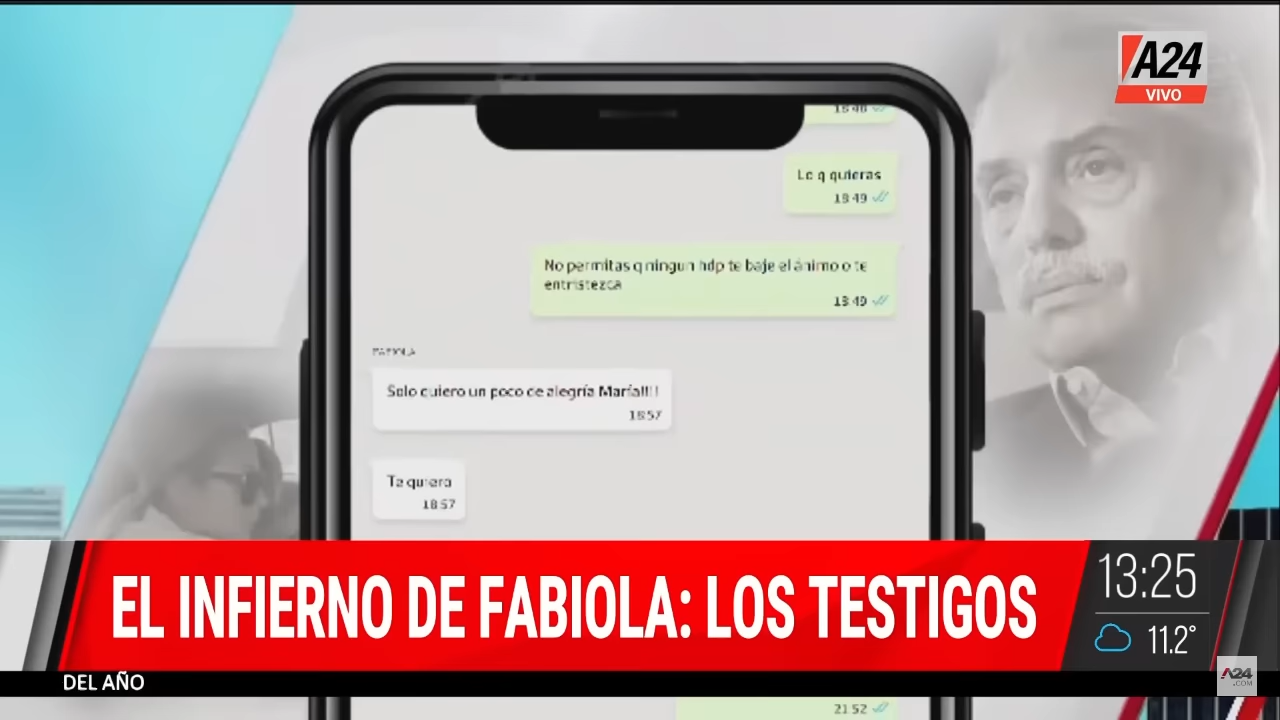 A24
VIVO
18 48
Lo q quieras
18 49
No permitas q ningun hdp te baje el ánimo o te
entristezca
18 49
FABIOLA
Solo quiero un poco de alegría María!!!!
18 57
Te quiero
18 57
EL INFIERNO DE FABIOLA: LOS TESTIGOS
13:25
11.2°
DEL AÑO
A24
.COM
21 52